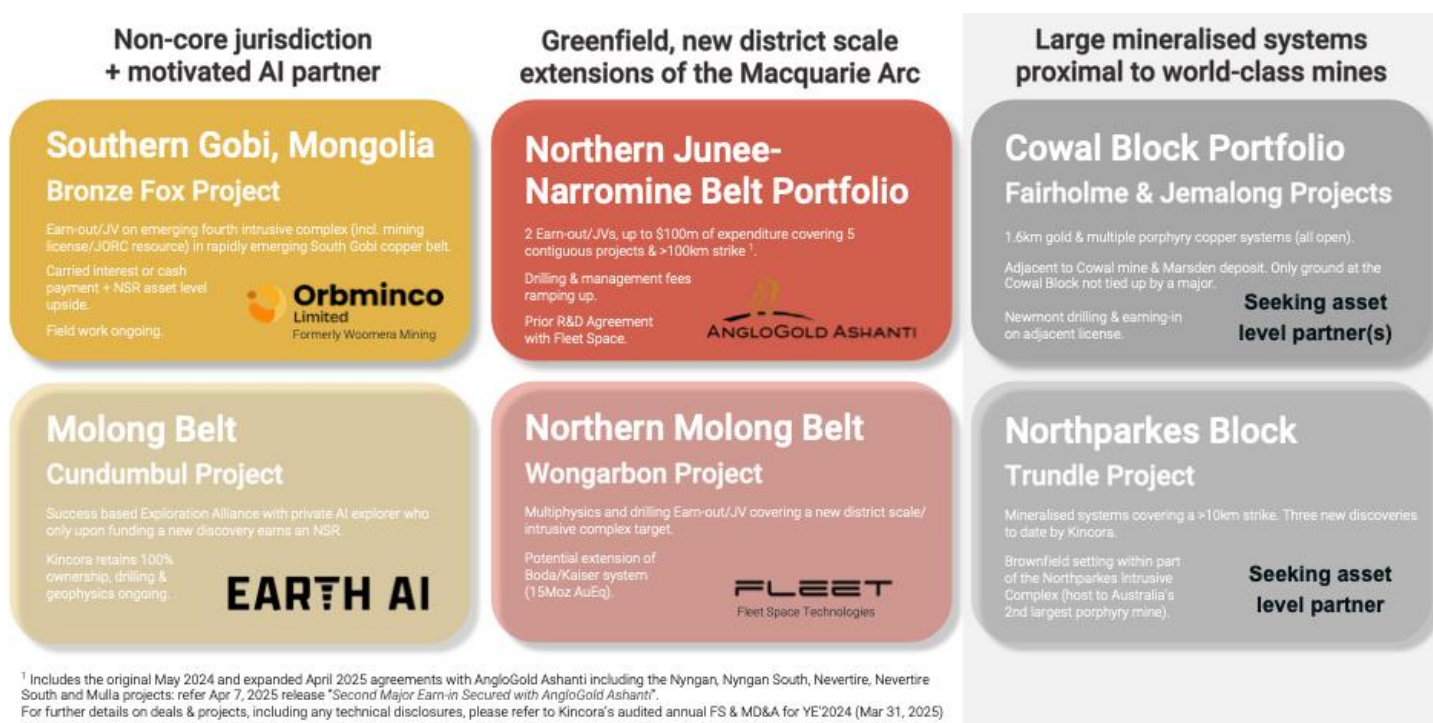 Non-core jurisdiction
+ motivated AI partner
Southern Gobi, Mongolia
Bronze Fox Project
Earn-out/JV on emerging fourth intrusive complex (incl. mining
license/JORC resource) in rapidly emerging South Gobi copper belt.
Carried interest or cash
payment + NSR asset level
upside.
Field work ongoing.
Orbminco
Limited
Formerly Woomera Mining
Molong Belt
Cundumbul Project
Success based Exploration Alliance with private AI explorer who
only upon funding a new discovery earns an NSR.
Kincora retains 100%
ownership, drilling &
geophysics ongoing.
EARTH AI
Greenfield, new district scale
extensions of the Macquarie Arc
Northern Junee-
Narromine Belt Portfolio
2 Earn-out/JVs, up to $100m of expenditure covering 5
contiguous projects & >100km strike 1.
Drilling & management fees
ramping up.
Prior R&D Agreement
with Fleet Space.
ANGLOGOLD ASHANTI
Northern Molong Belt
Wongarbon Project
Multiphysics and drilling Earn-out/JV covering a new district scale/
intrusive complex target.
Potential extension of
Boda/Kaiser system
(15Moz AuEq).
FLEET
Fleet Space Technologies
Large mineralised systems
proximal to world-class mines
Cowal Block Portfolio
Fairholme & Jemalong Projects
1.6km gold & multiple porphyry copper systems (all open).
Adjacent to Cowal mine & Marsden deposit. Only ground at the
Cowal Block not tied up by a major.
Newmont drilling & earning-in
on adjacent license.
Seeking asset
level partner(s)
Northparkes Block
Trundle Project
Mineralised systems covering a >10km strike. Three new discoveries
to date by Kincora.
Brownfield setting within part
of the Northparkes Intrusive
Complex (host to Australia's
2nd largest porphyry mine).
Seeking asset
level partner
1 Includes the original May 2024 and expanded April 2025 agreements with AngloGold Ashanti including the Nyngan, Nyngan South, Nevertire, Nevertire
South and Mulla projects: refer Apr 7, 2025 release "Second Major Earn-in Secured with AngloGold Ashanti".
For further details on deals & projects, including any technical disclosures, please refer to Kincora's audited annual FS & MD&A for YE'2024 (Mar 31, 2025)